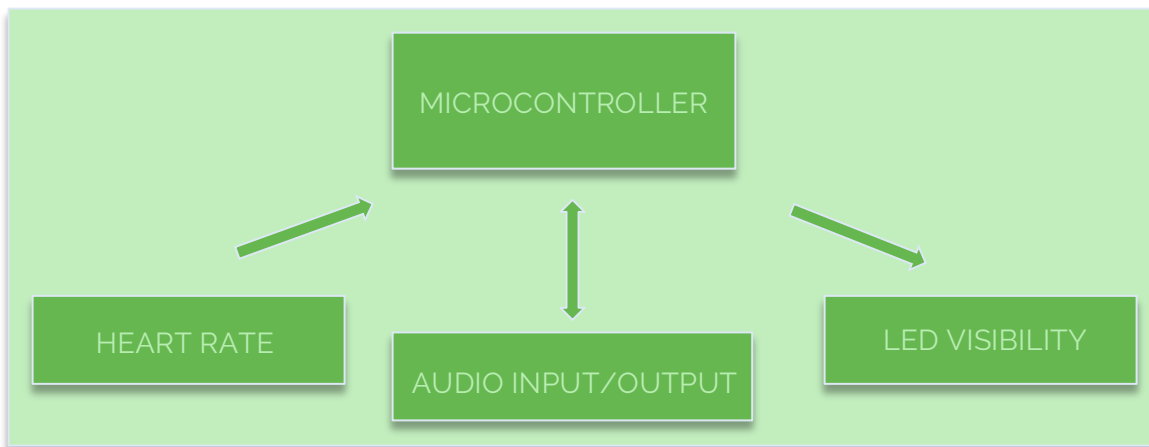 MICROCONTROLLER
HEART RATE
AUDIO INPUT/OUTPUT
LED VISIBILITY